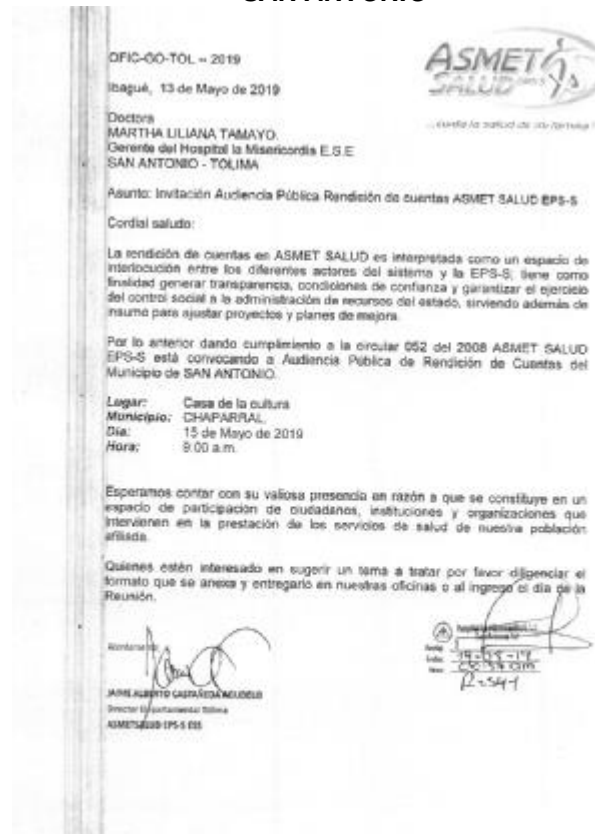 SAN ANTONIO
OFIC-GO-TOL – 2019
ASMET
SALUD
Ibagué, 13 de Mayo de 2019
Doctora
MARTHA LILIANA TAMAYO.
Gerente del Hospital la Misericordia E.S.E
SAN ANTONIO - TOLIMA
Asunto: Invitación Audiencia Pública Rendición de cuentas ASMET SALUD EPS-S
Cordial saludo:
La rendición de cuentas en ASMET SALUD es interpretada como un espacio de
interlocución entre los diferentes actores del sistema y la EPS-S; tiene como
finalidad generar transparencia, condiciones de confianza y garantizar el ejercicio
del control social a la administración de recursos del estado, sirviendo además de
insumo para ajustar proyectos y planes de mejora.
Por lo anterior dando cumplimiento a la circular 052 del 2008 ASMET SALUD
EPS-S está convocando a Audiencia Pública de Rendición de Cuentas del
Municipio de SAN ANTONIO.
Lugar: Casa de la cultura
Municipio: CHAPARRAL.
Dia: 15 de Mayo de 2019
Hora: 9:00 a.m.
Esperamos contar con su valiosa presencia en razón a que se constituye en un
espacio de participación de ciudadanos, instituciones y organizaciones que
intervienen en la prestación de los servicios de salud de nuestra población
afiliada.
Quienes estén interesado en sugerir un tema a tratar por favor diligenciar el
formato que se anexa y entregarlo en nuestras oficinas o al ingreso el dia de la
Reunión.
JAIME ALBERTO CASTAÑEDA AGUDELO
Director Departamental Tolima
ASMETSALUD EPS-S ESS